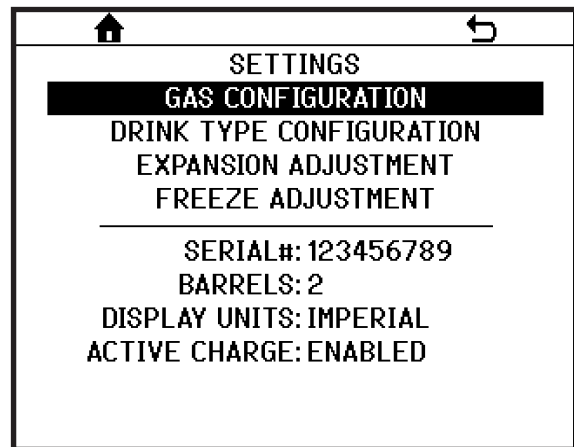 SETTINGS
GAS CONFIGURATION
DRINK TYPE CONFIGURATION
EXPANSION ADJUSTMENT
FREEZE ADJUSTMENT
SERIAL#: 123456789
BARRELS: 2
DISPLAY UNITS: IMPERIAL
ACTIVE CHARGE: ENABLED